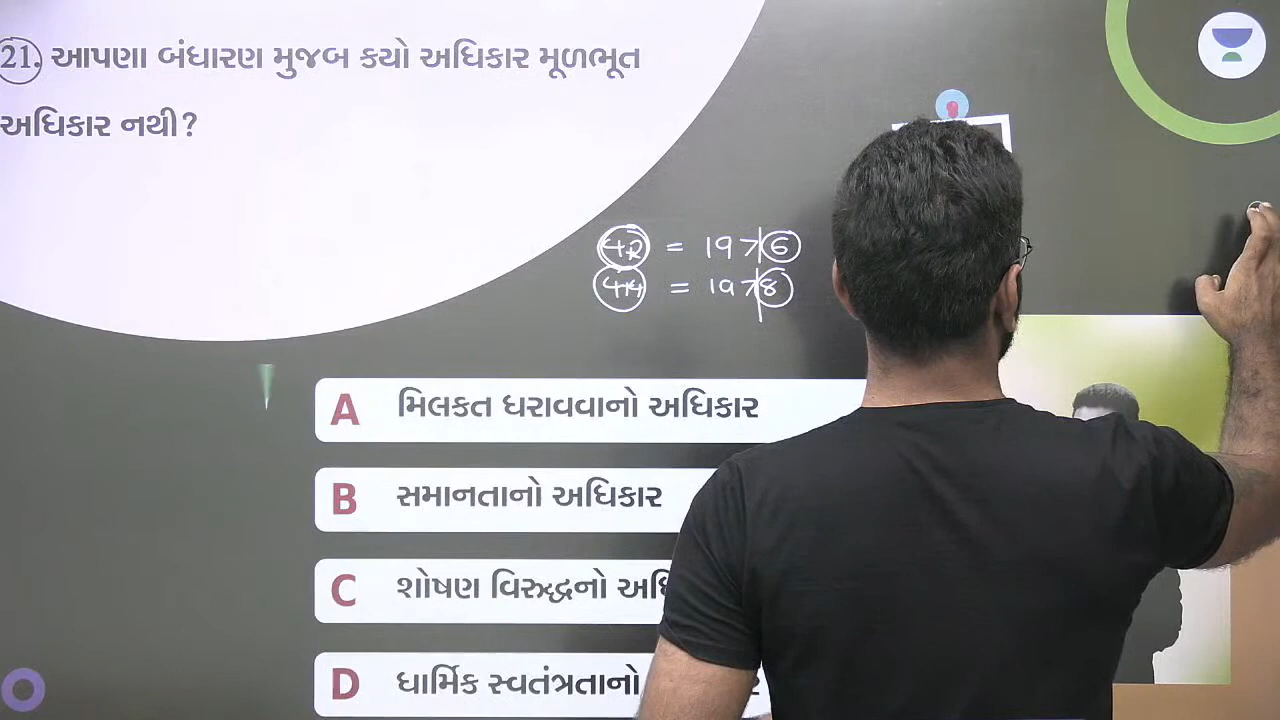 21. આપણા બંધારણ મુજબ કયો અધિકાર મૂળભૂત
અધિકાર નથી?
42 = 1976
44 = 1978
A મિલકત ધરાવવાનો અધિકાર
B સમાનતાનો અધિકાર
C શોષણ વિરુદ્ધનો
D ધાર્મિક સ્વતંત્રતાનો